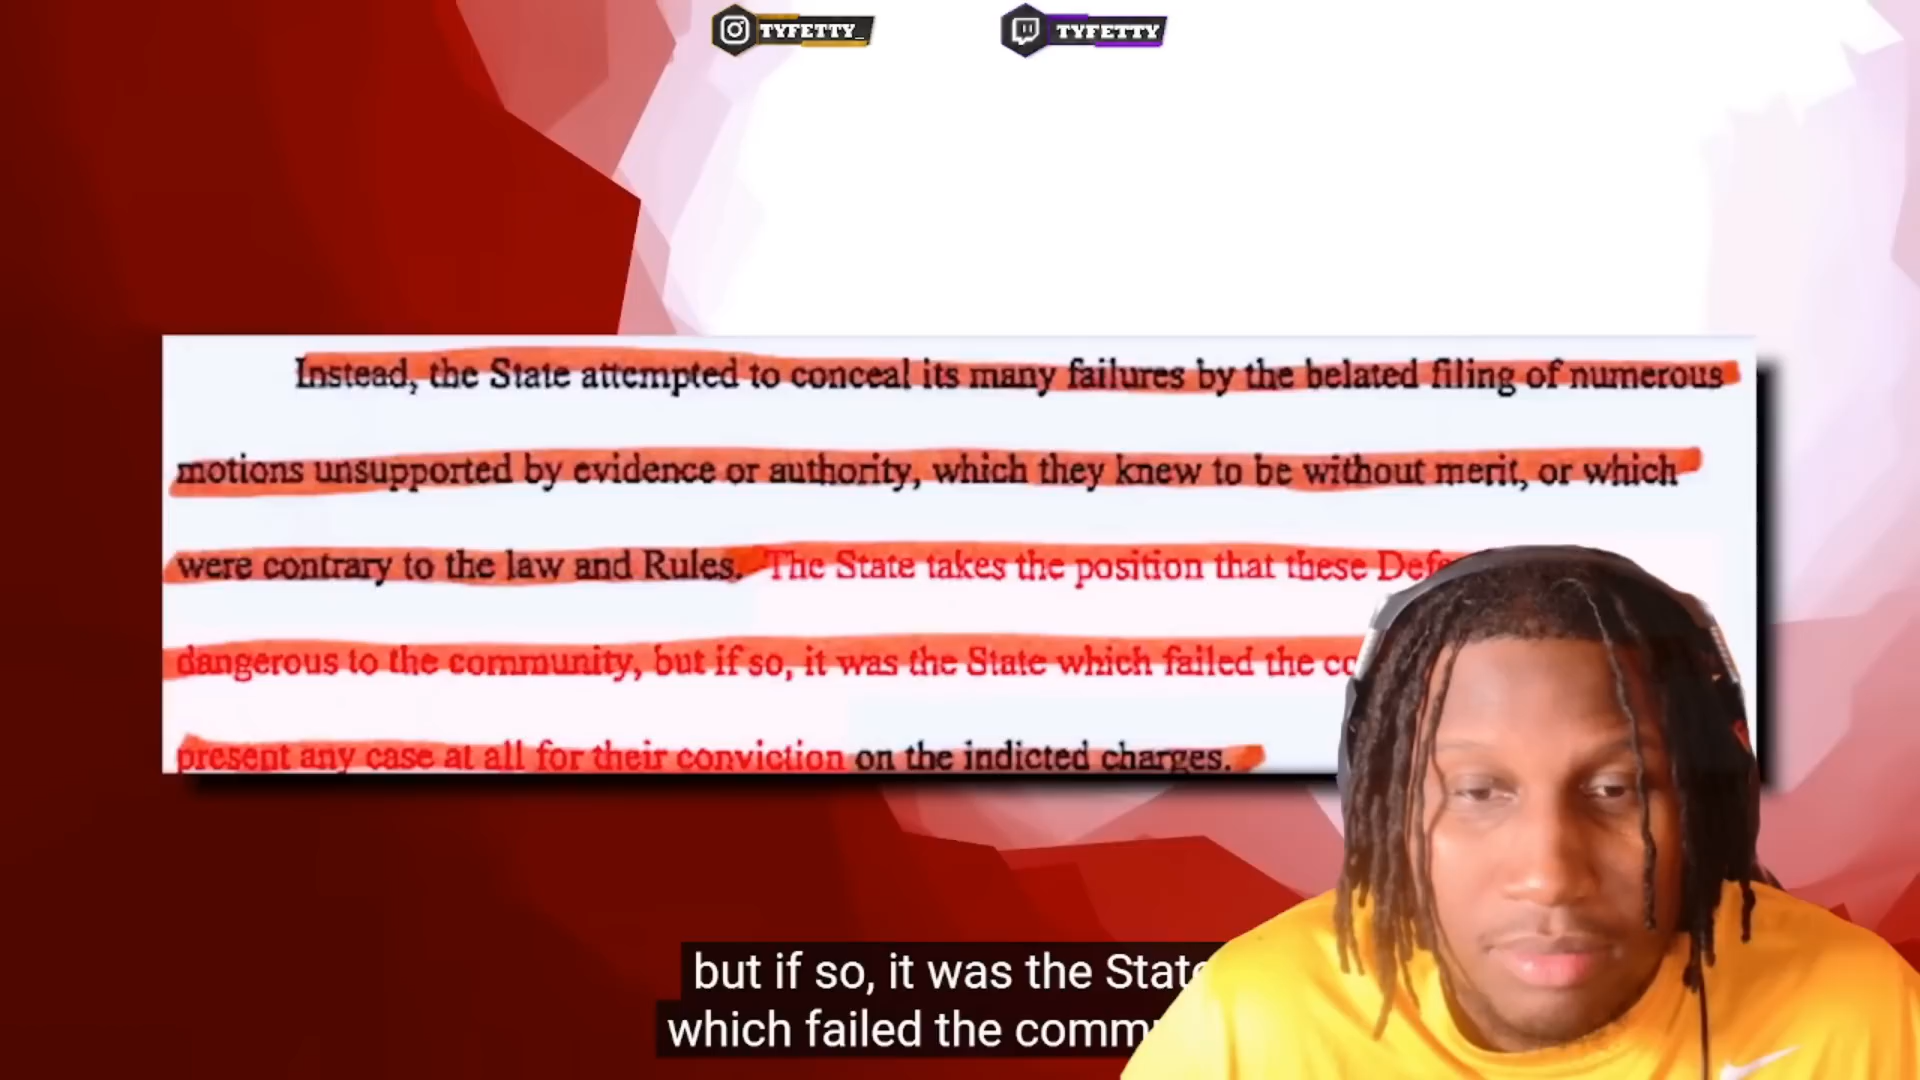 TYFETTY_
TYFETTY
Instead, the State attempted to conceal its many failures by the belated filing of numerous
motions unsupported by evidence or authority, which they knew to be without merit, or which
were contrary to the law and Rules. The State takes the position that these
dangerous to the community, but if so, it was the State which failed the
present any case at all for their conviction on the indicted charges.
but if so, it was the State
which failed the